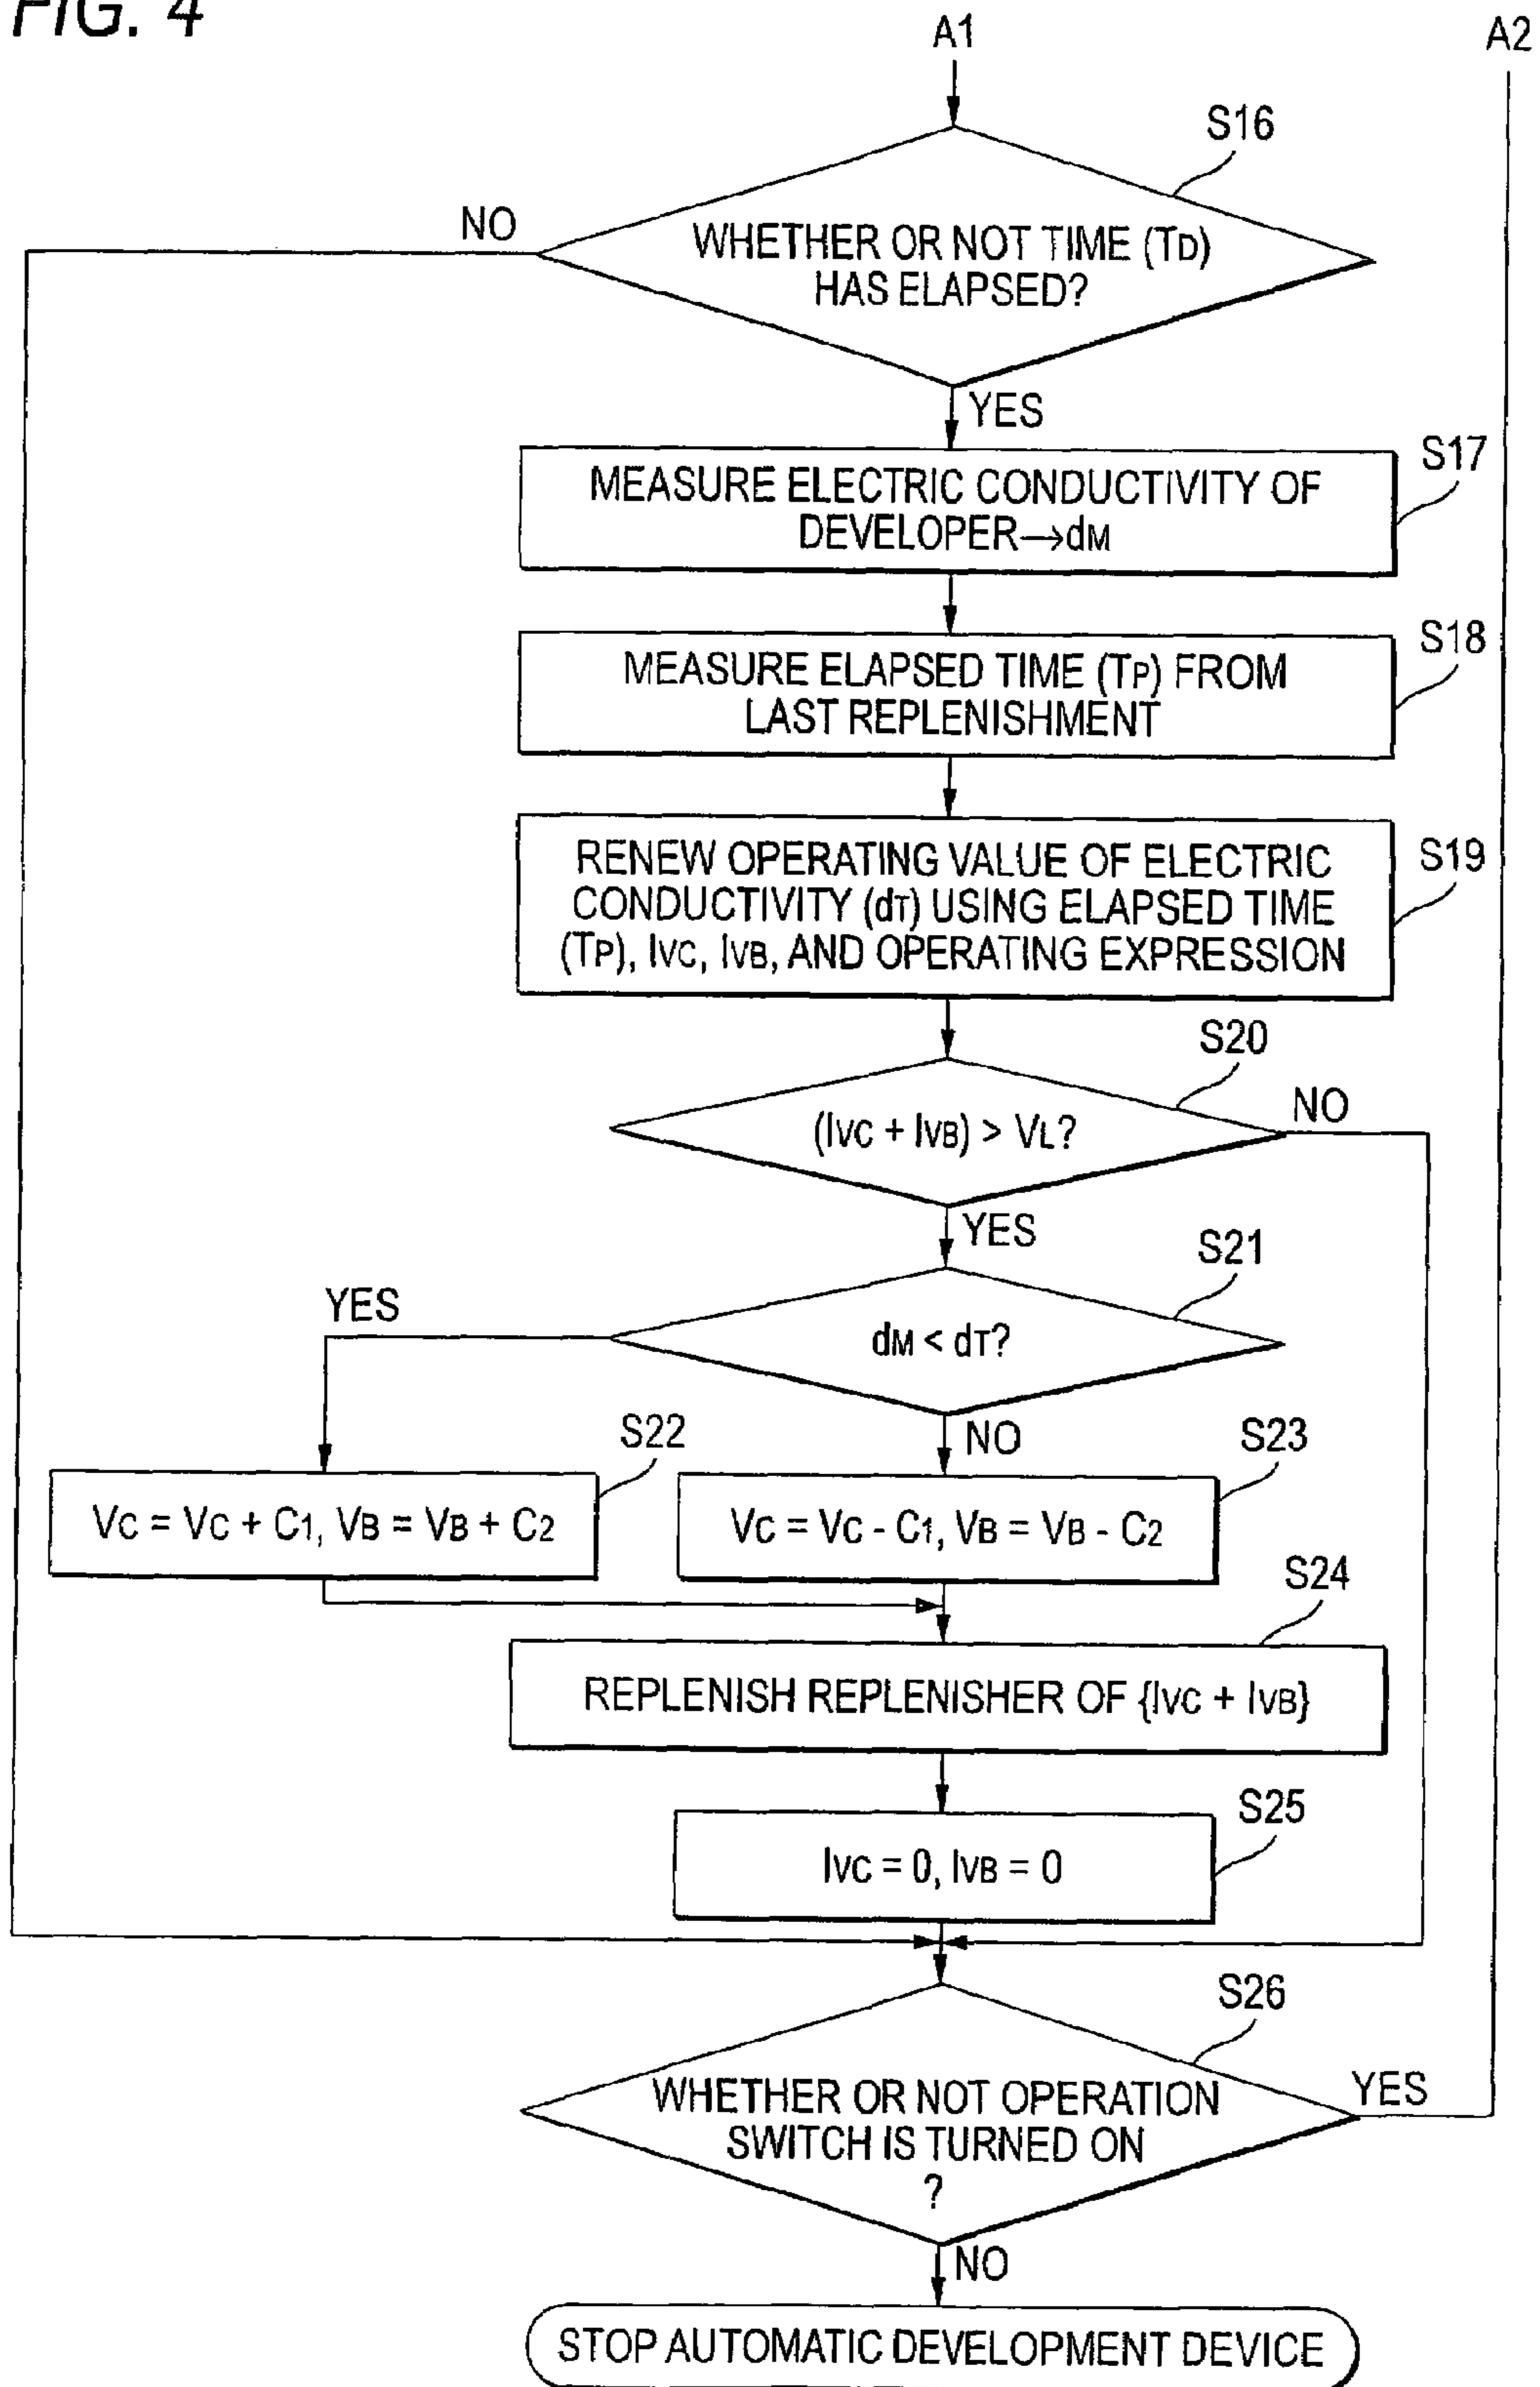 FIG. 4
A1
A2
S16
NO
WHETHER OR NOT TIME (TD)
HAS ELAPSED?
YES
S17
MEASURE ELECTRIC CONDUCTIVITY OF
DEVELOPER→dM
S18
MEASURE ELAPSED TIME (TP) FROM
LAST REPLENISHMENT
S19
RENEW OPERATING VALUE OF ELECTRIC
CONDUCTIVITY (dT) USING ELAPSED TIME
(TP), IVC, IVB, AND OPERATING EXPRESSION
S20
(IVC + IVB) > VL?
NO
YES
S21
YES
dM < dT?
NO
S22
S23
VC = VC + C1, VB = VB + C2
VC = VC - C1, VB = VB - C2
S24
REPLENISH REPLENISHER OF {IVC + IVB}
S25
IVC = 0, IVB = 0
S26
WHETHER OR NOT OPERATION
SWITCH IS TURNED ON
?
YES
NO
STOP AUTOMATIC DEVELOPMENT DEVICE